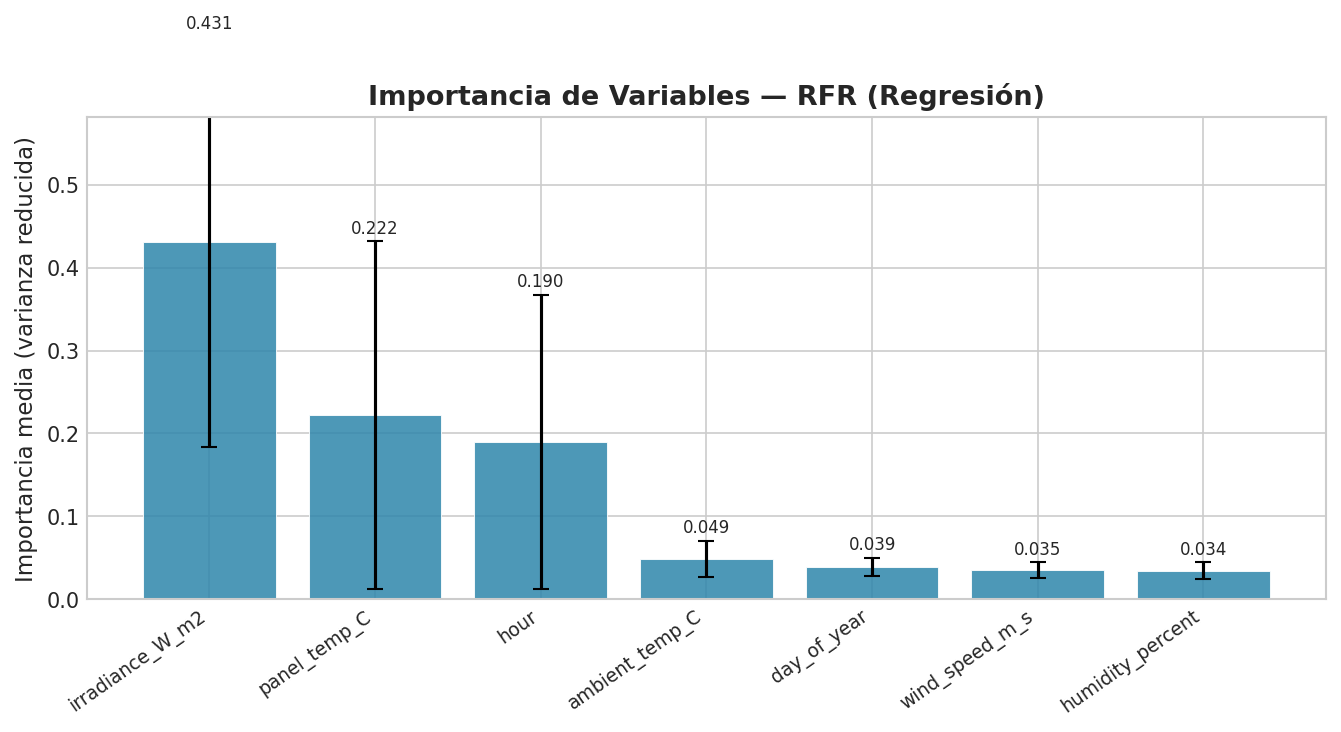 0.431
Importancia de Variables — RFR (Regresión)
Importancia media (varianza reducida)
0.5
0.4
0.3
0.2
0.1
0.0
0.222
0.190
0.049
0.039
0.035
0.034
irradiance_W_m2
panel_temp_C
hour
ambient_temp_C
day_of_year
wind_speed_m_s
humidity_percent